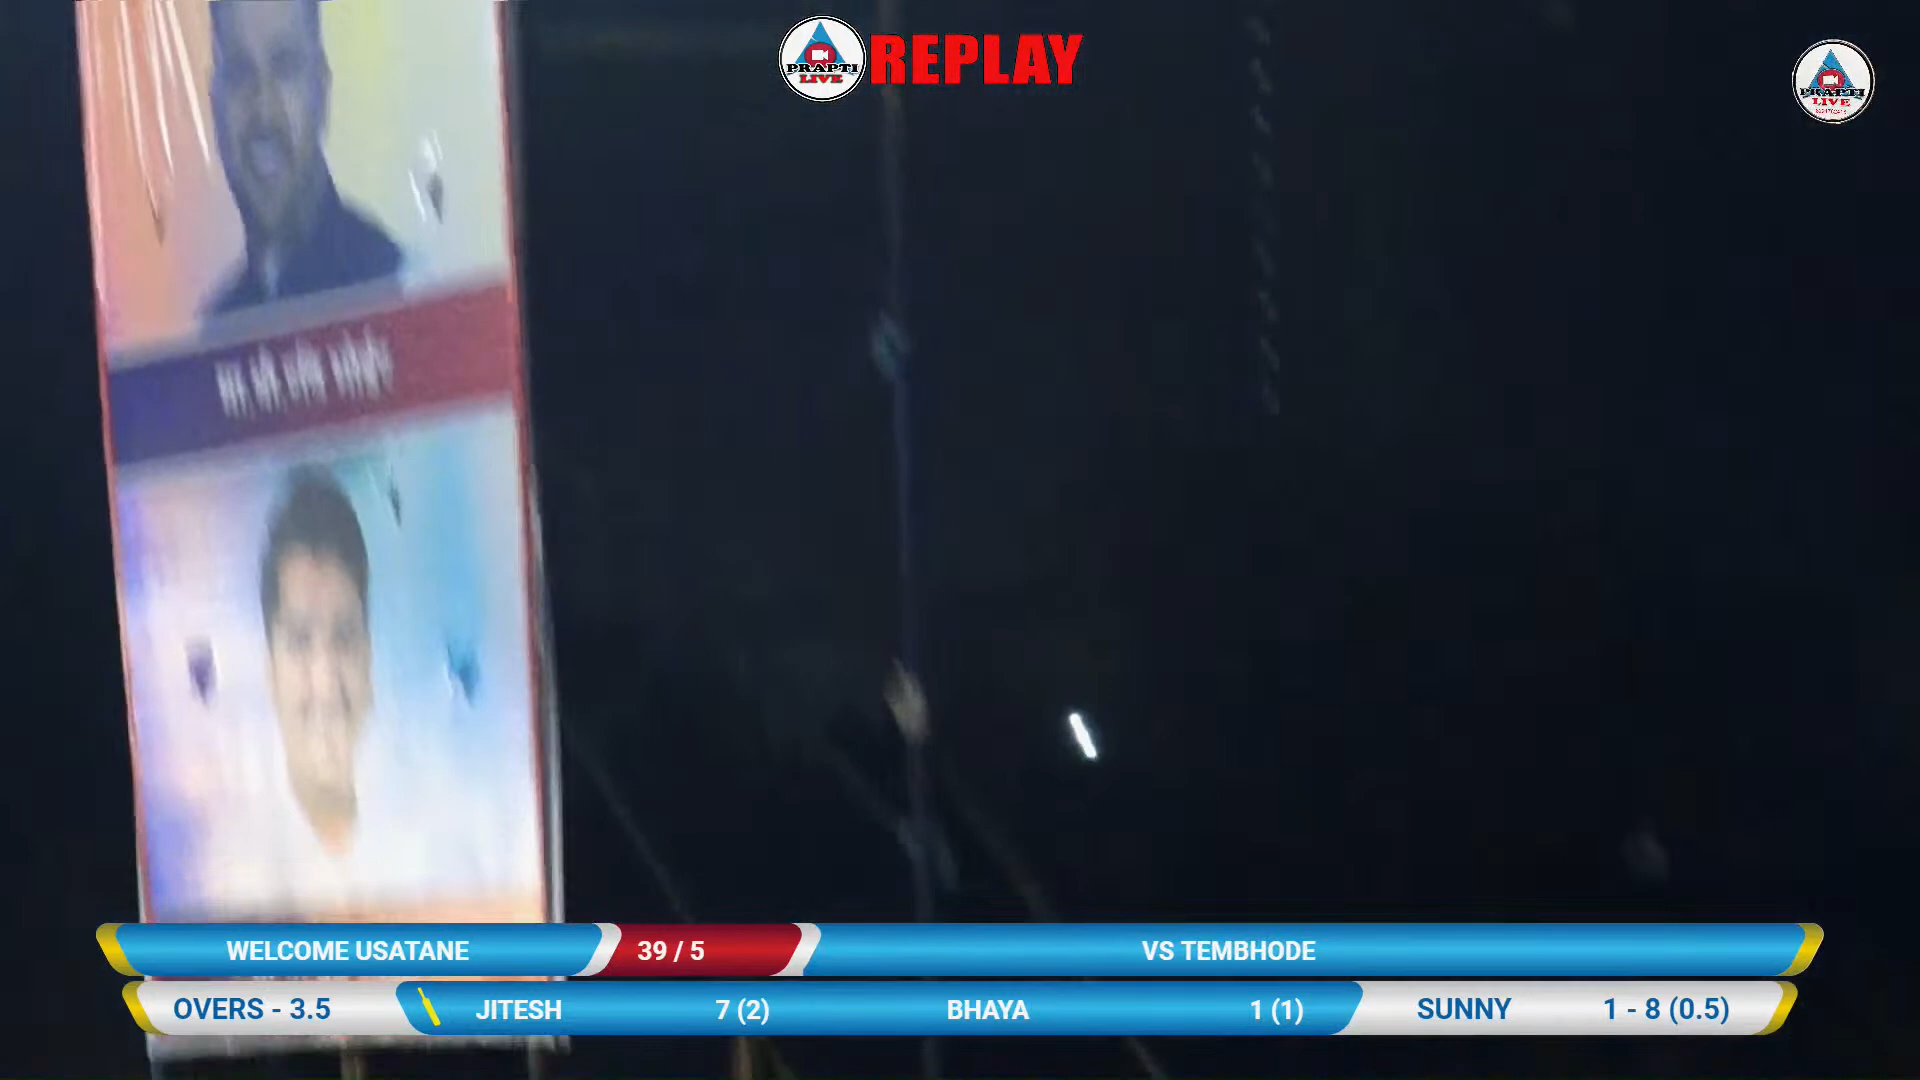 PRAPTI
LIVE
REPLAY
PRAPTI
LIVE
WELCOME USATANE
39 / 5
VS TEMBHODE
OVERS - 3.5
JITESH
7 (2)
BHAYA
1 (1)
SUNNY
1 - 8 (0.5)